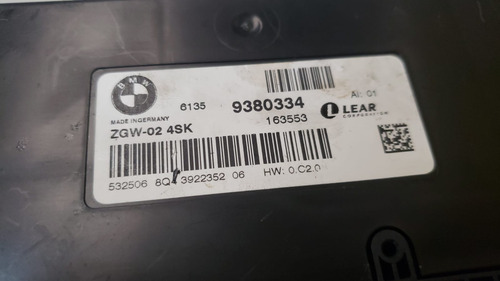 BMW
MADE IN GERMANY
6135 9380334
AI: 01
163553
LEAR
CORPORATION
ZGW-02 4SK
532506 8Q4 3922352 06 HW: 0.C2.0